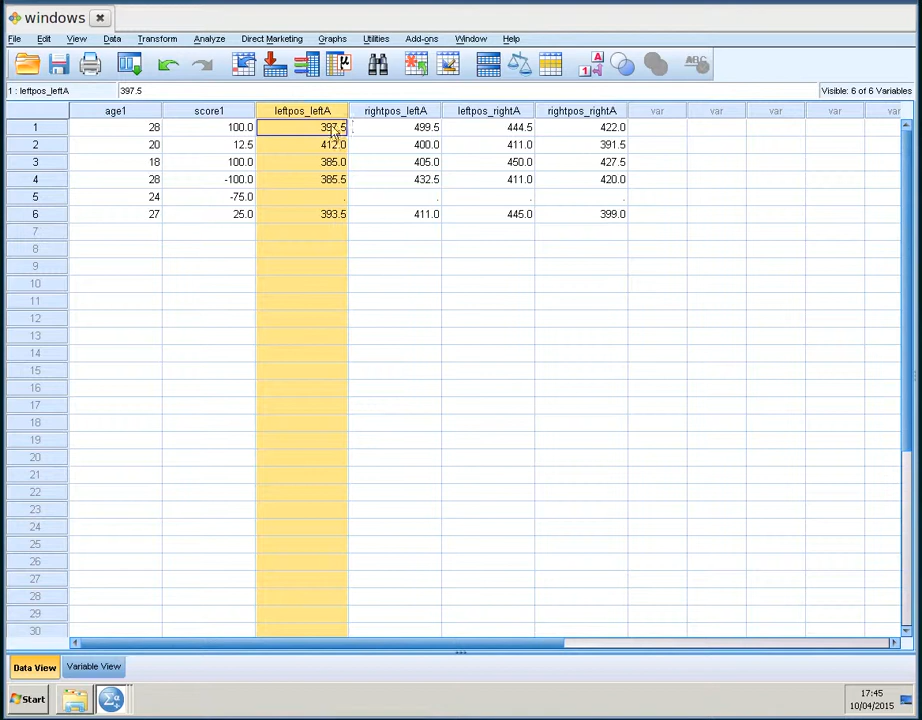 windows
File Edit View Data Transform Analyze Direct Marketing Graphs Utilities Add-ons Window Help
1 : leftpos_leftA 397.5 Visible: 6 of 6 Variables
age1 score1 leftpos_leftA rightpos_leftA leftpos_rightA rightpos_rightA var var var var var
1 28 100.0 397.5 499.5 444.5 422.0
2 20 12.5 412.0 400.0 411.0 391.5
3 18 100.0 385.0 405.0 450.0 427.5
4 28 -100.0 385.5 432.5 411.0 420.0
5 24 -75.0 . . . .
6 27 25.0 393.5 411.0 445.0 399.0
7
8
9
10
11
12
13
14
15
16
17
18
19
20
21
22
23
24
25
26
27
28
29
30
Data View Variable View
Start 17:45
10/04/2015